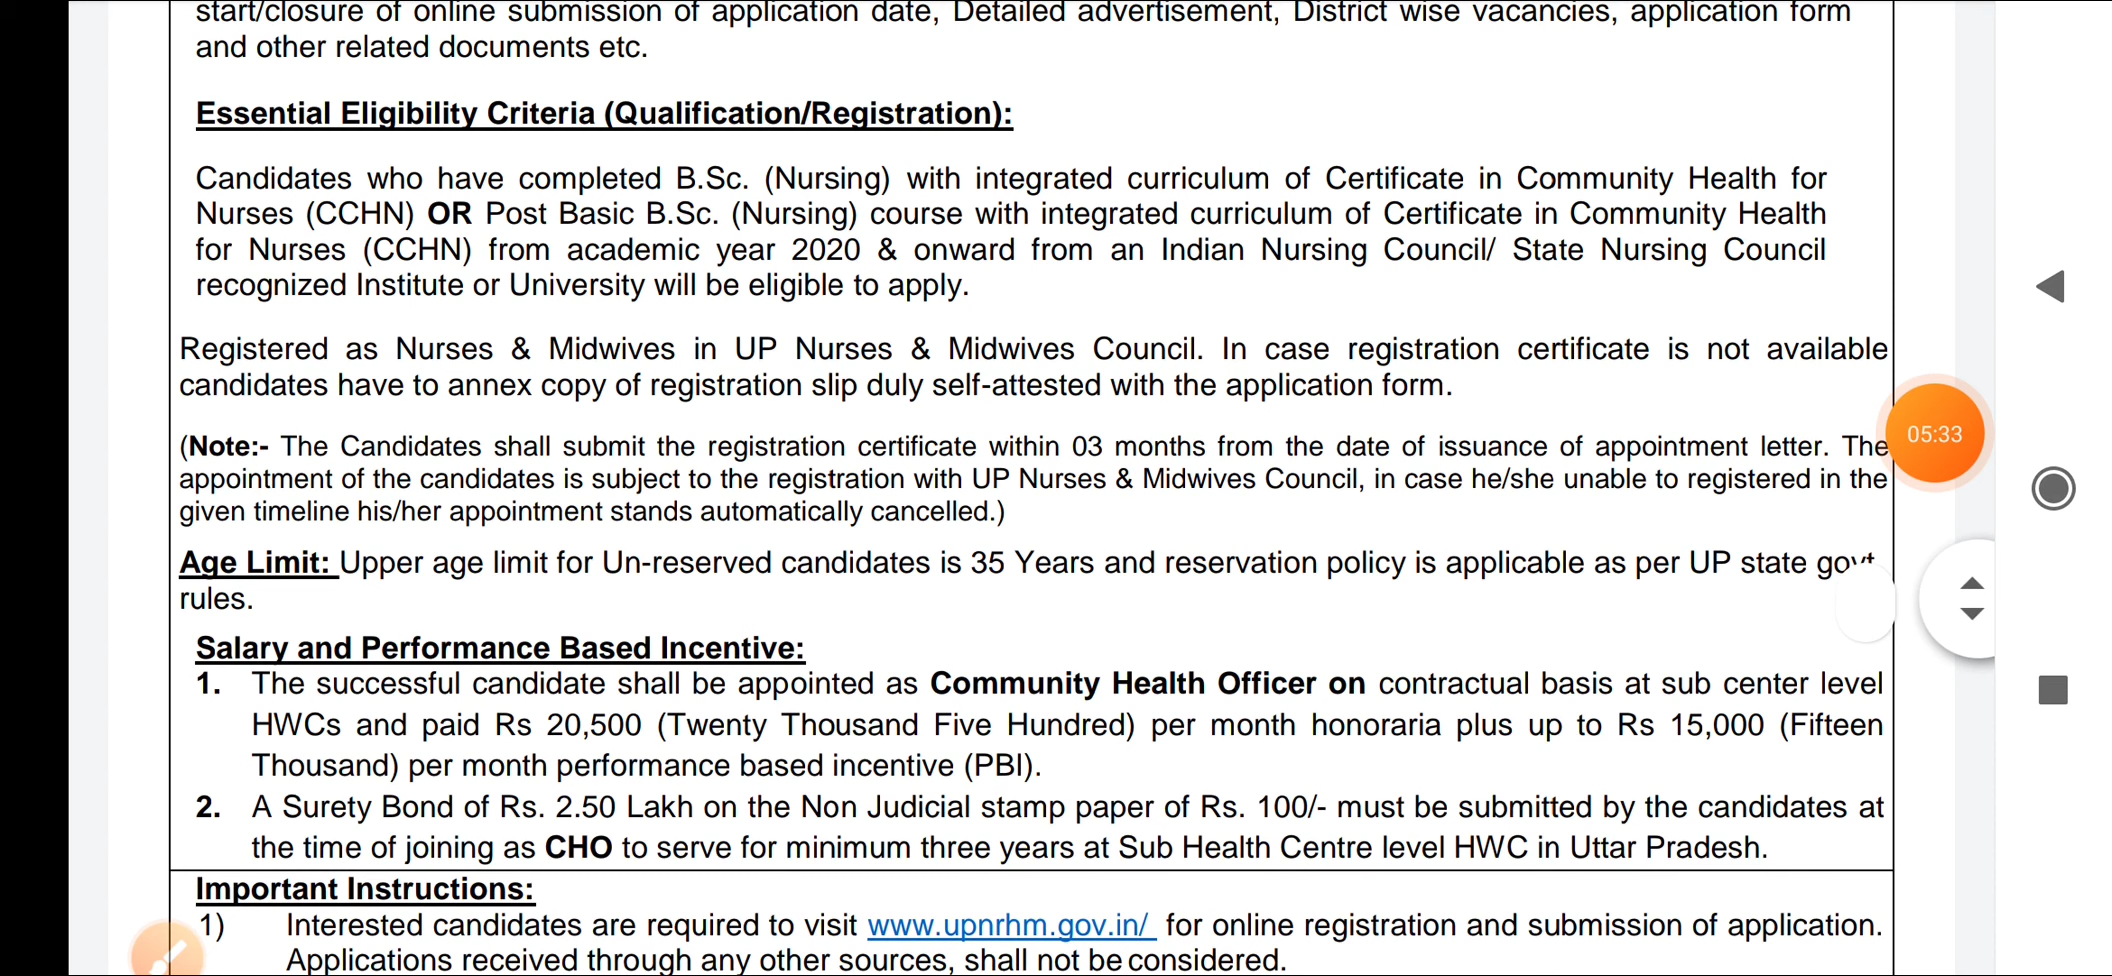 start/closure of online submission of application date, Detailed advertisement, District wise vacancies, application form
and other related documents etc.
Essential Eligibility Criteria (Qualification/Registration):
Candidates who have completed B.Sc. (Nursing) with integrated curriculum of Certificate in Community Health for
Nurses (CCHN) OR Post Basic B.Sc. (Nursing) course with integrated curriculum of Certificate in Community Health
for Nurses (CCHN) from academic year 2020 & onward from an Indian Nursing Council/ State Nursing Council
recognized Institute or University will be eligible to apply.
Registered as Nurses & Midwives in UP Nurses & Midwives Council. In case registration certificate is not available
candidates have to annex copy of registration slip duly self-attested with the application form.
(Note:- The Candidates shall submit the registration certificate within 03 months from the date of issuance of appointment letter. The
appointment of the candidates is subject to the registration with UP Nurses & Midwives Council, in case he/she unable to registered in the
given timeline his/her appointment stands automatically cancelled.)
05:33
Age Limit: Upper age limit for Un-reserved candidates is 35 Years and reservation policy is applicable as per UP state govt
rules.
Salary and Performance Based Incentive:
1. The successful candidate shall be appointed as Community Health Officer on contractual basis at sub center level
HWCs and paid Rs 20,500 (Twenty Thousand Five Hundred) per month honoraria plus up to Rs 15,000 (Fifteen
Thousand) per month performance based incentive (PBI).
2. A Surety Bond of Rs. 2.50 Lakh on the Non Judicial stamp paper of Rs. 100/- must be submitted by the candidates at
the time of joining as CHO to serve for minimum three years at Sub Health Centre level HWC in Uttar Pradesh.
Important Instructions:
1) Interested candidates are required to visit www.upnrhm.gov.in/ for online registration and submission of application.
Applications received through any other sources, shall not be considered.